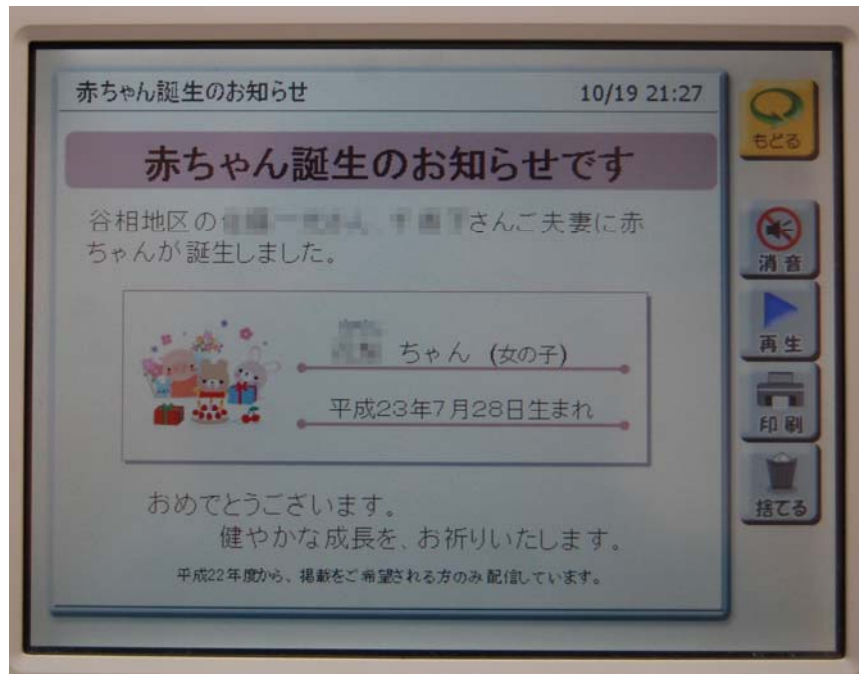 赤ちゃん誕生のお知らせ 10/19 21:27
もどる
赤ちゃん誕生のお知らせです
谷相地区の さんご夫妻に赤
ちゃんが誕生しました。
消音
ちゃん (女の子)
再生
平成23年7月28日生まれ
印刷
捨てる
おめでとうございます。
健やかな成長を、お祈りいたします。
平成22年度から、掲載をご希望される方のみ配信しています。